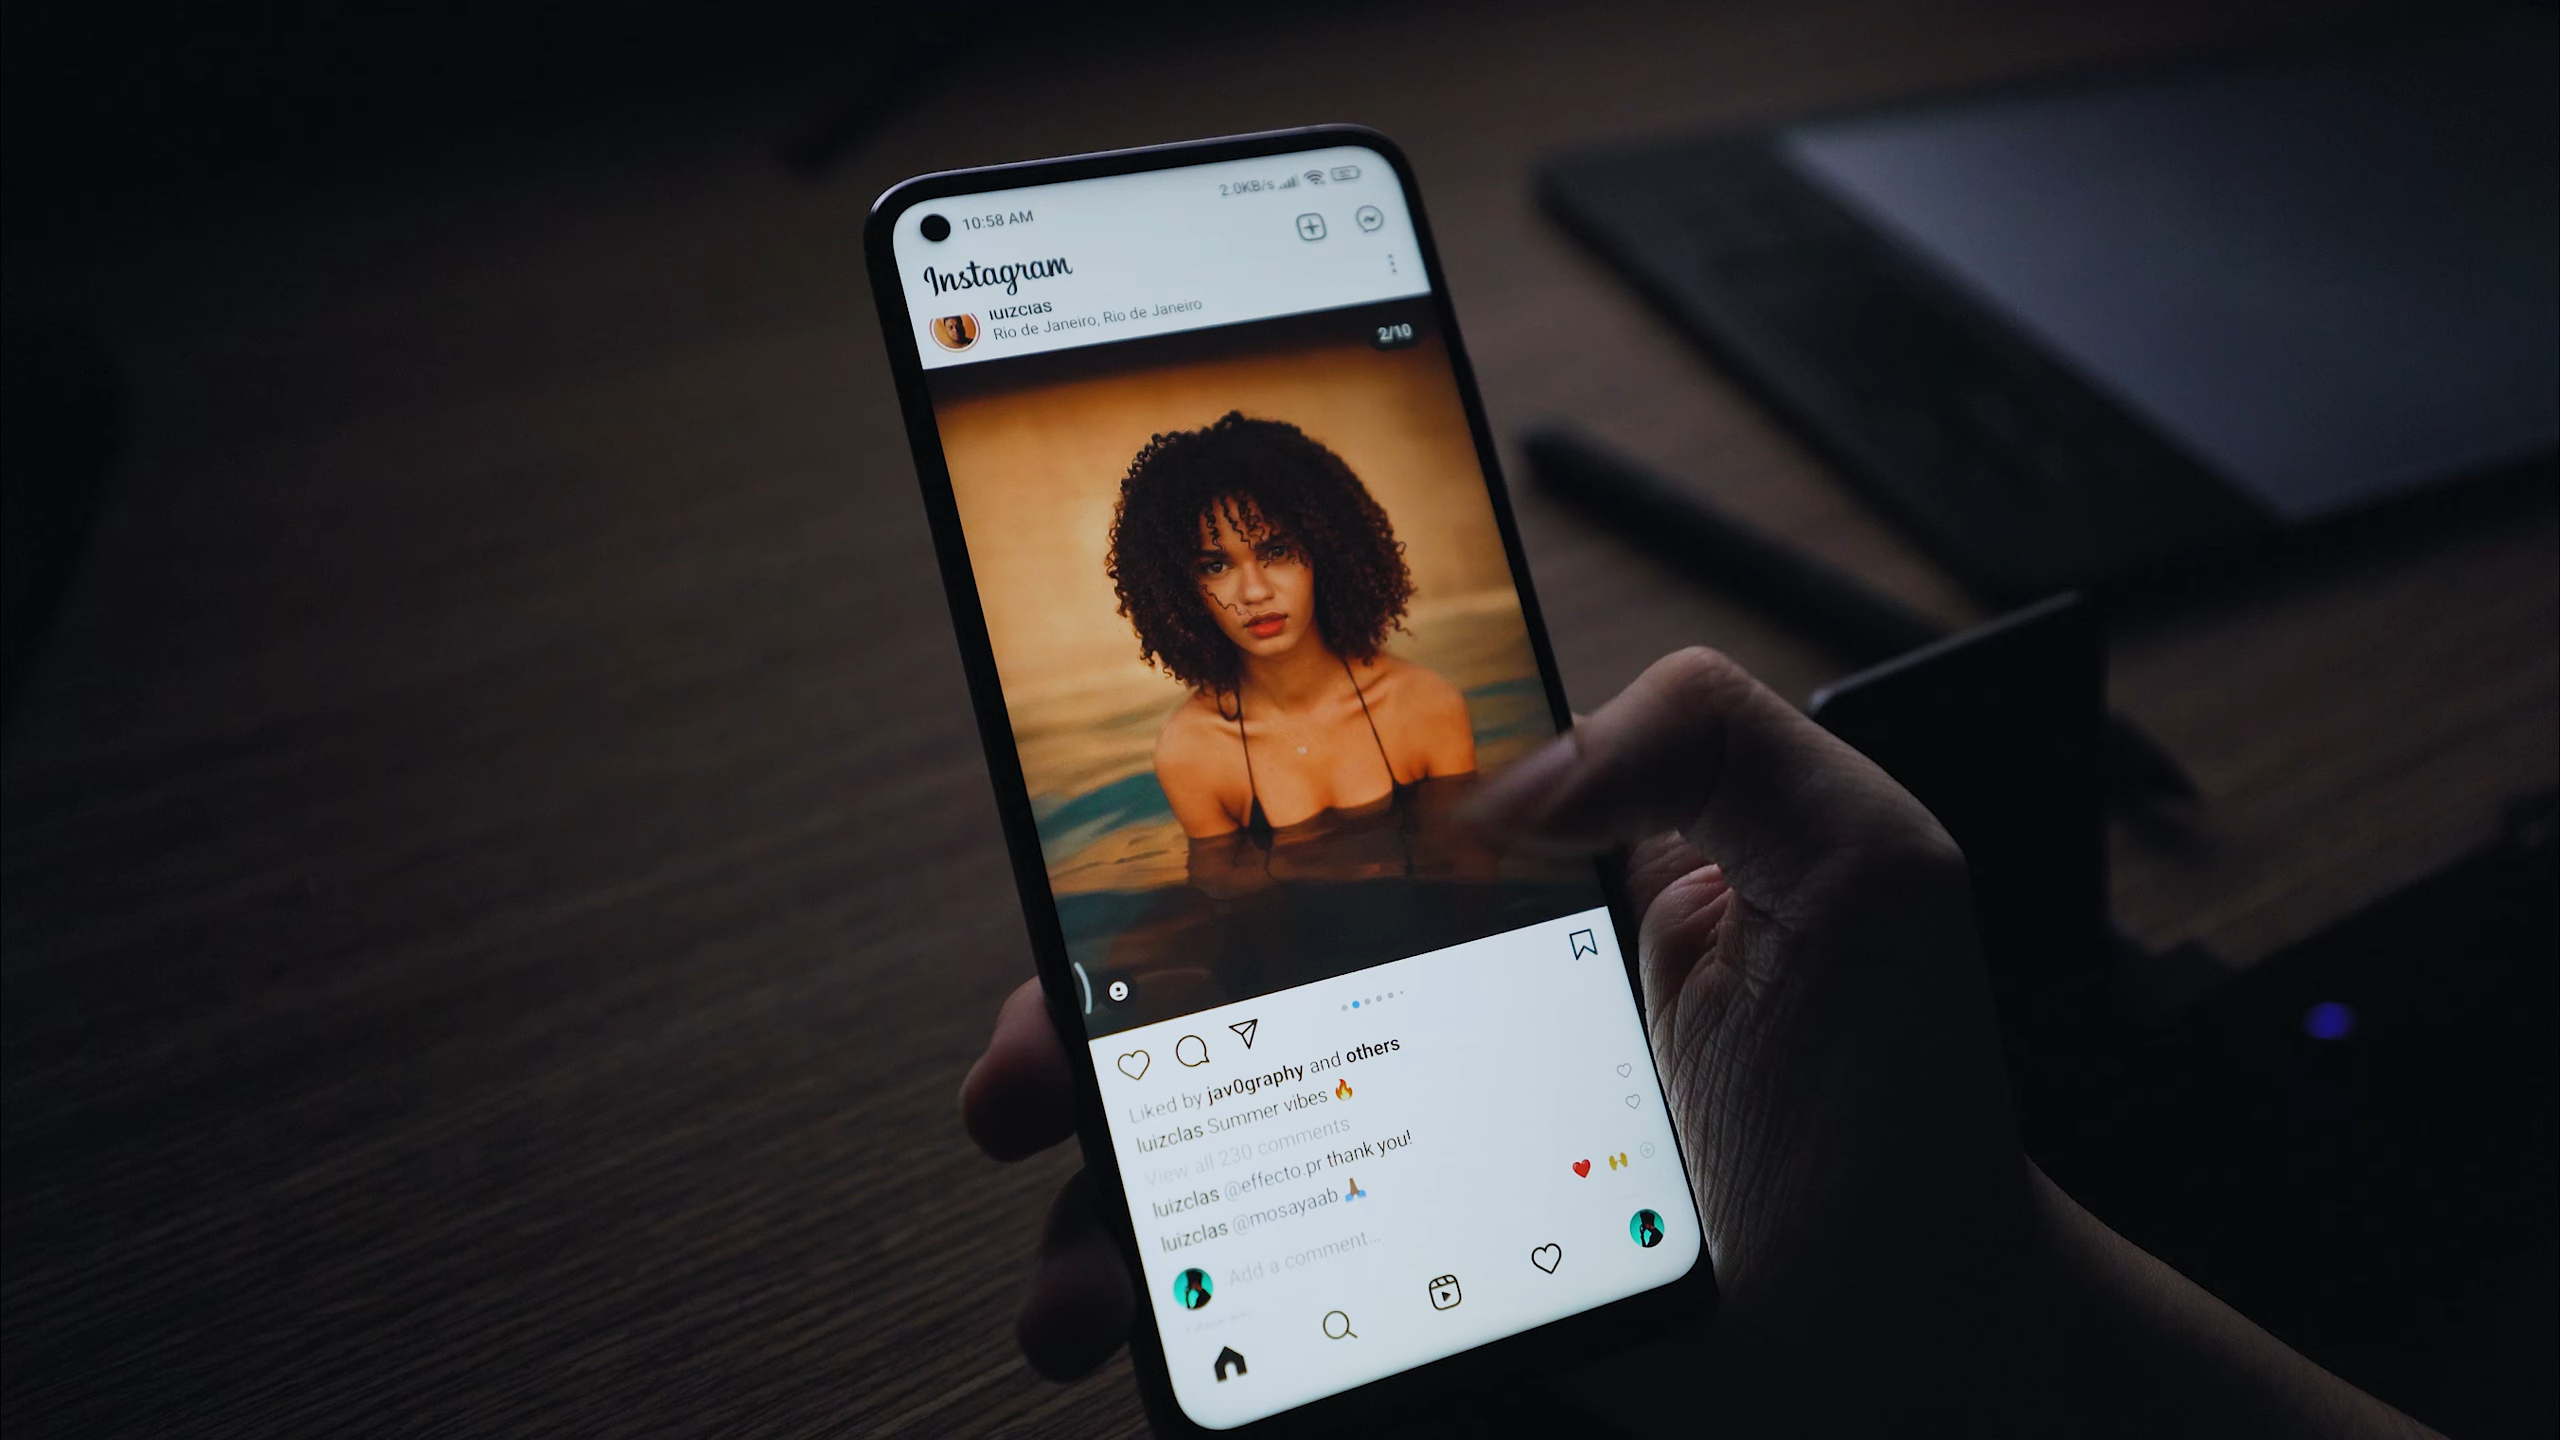 2.0KB/s
10:58 AM
Instagram
luizclas
Rio de Janeiro, Rio de Janeiro
2/10
Liked by jav0graphy and others
luizclas Summer vibes 🔥
View all 230 comments
luizclas @effecto.pr thank you!
luizclas @mosayaab 🙏🏾
Add a comment...